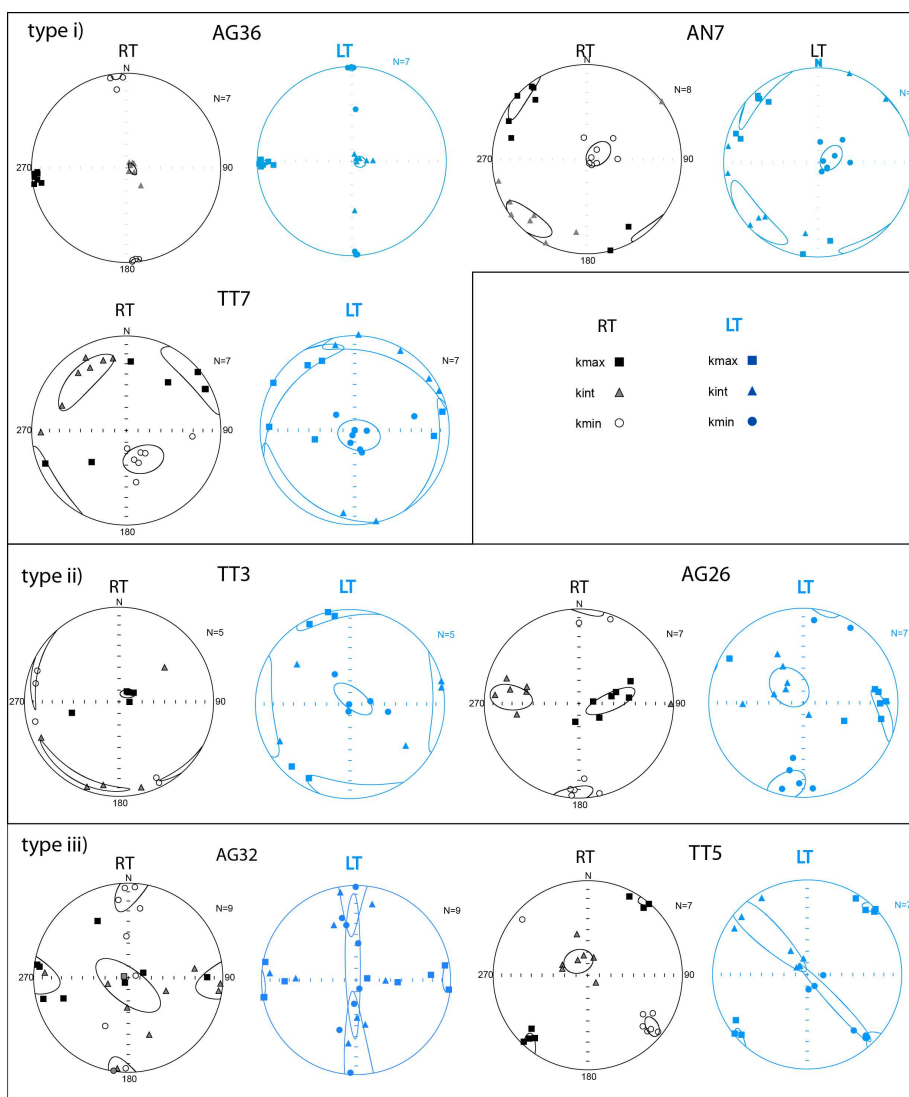 type i)
AG36
AN7
RT
LT
RT
LT
N
N=7
270
90
180
N=7
N=8
270
90
180
N
N=
TT7
RT
LT
N
N=7
270
90
180
N=7
RT
LT
kmax
kmax
kint
kint
kmin
kmin
type ii)
TT3
AG26
RT
LT
RT
LT
N
N=5
270
90
180
N=5
N
N=7
270
90
180
N=7
type iii)
AG32
TT5
RT
LT
RT
LT
N
N=9
270
90
180
N=9
N
N=7
270
90
180
N=7